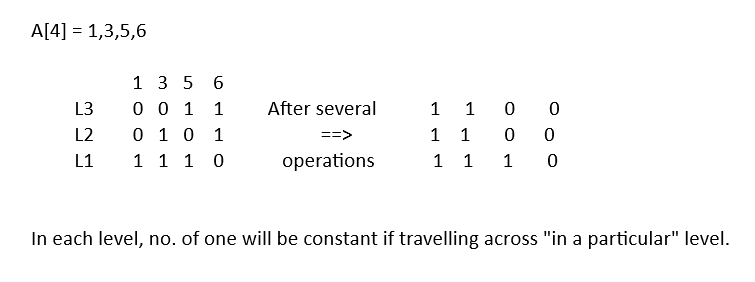 A[4] = 1,3,5,6
1 3 5 6
L3 0 0 1 1 After several 1 1 0 0
L2 0 1 0 1 ==> 1 1 0 0
L1 1 1 1 0 operations 1 1 1 0
In each level, no. of one will be constant if travelling across "in a particular" level.